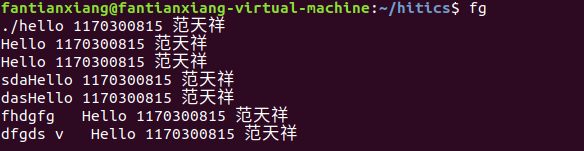 fantianxiang@fantianxiang-virtual-machine:~/hitics$ fg
./hello 1170300815 范天祥
Hello 1170300815 范天祥
Hello 1170300815 范天祥
sdaHello 1170300815 范天祥
dasHello 1170300815 范天祥
fhdgfg   Hello 1170300815 范天祥
dfgds v   Hello 1170300815 范天祥